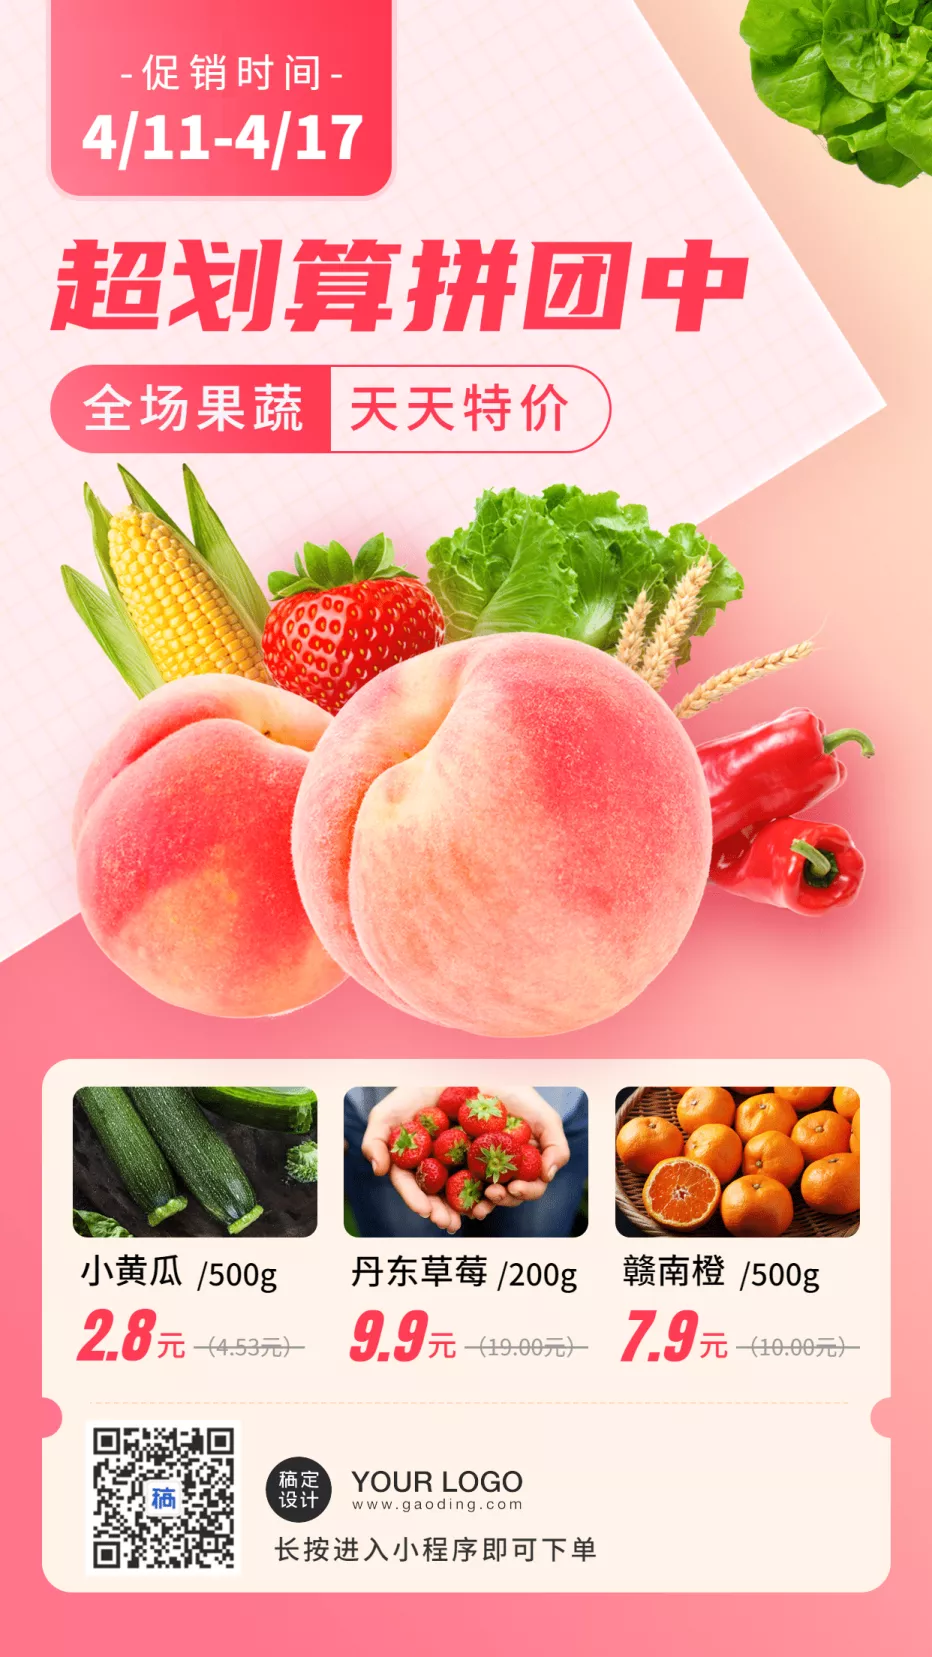 -促销时间-
4/11-4/17
超划算拼团中
全场果蔬 天天特价
小黄瓜 /500g
2.8元 (4.53元)
丹东草莓 /200g
9.9元 (19.00元)
赣南橙 /500g
7.9元 (10.00元)
稿
稿定
设计
YOUR LOGO
www.gaoding.com
长按进入小程序即可下单